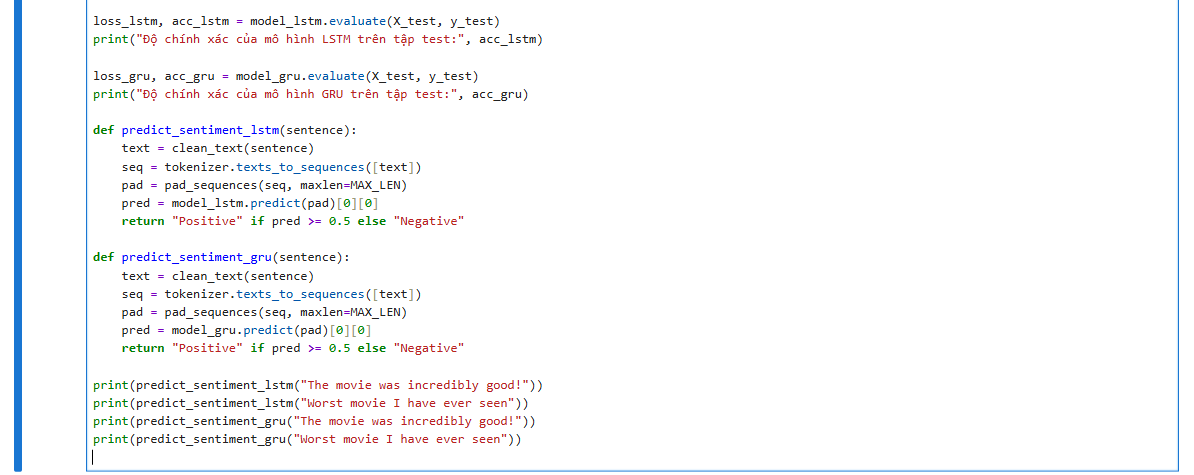 loss_lstm, acc_lstm = model_lstm.evaluate(X_test, y_test)
print("Độ chính xác của mô hình LSTM trên tập test:", acc_lstm)
loss_gru, acc_gru = model_gru.evaluate(X_test, y_test)
print("Độ chính xác của mô hình GRU trên tập test:", acc_gru)
def predict_sentiment_lstm(sentence):
    text = clean_text(sentence)
    seq = tokenizer.texts_to_sequences([text])
    pad = pad_sequences(seq, maxlen=MAX_LEN)
    pred = model_lstm.predict(pad)[0][0]
    return "Positive" if pred >= 0.5 else "Negative"
def predict_sentiment_gru(sentence):
    text = clean_text(sentence)
    seq = tokenizer.texts_to_sequences([text])
    pad = pad_sequences(seq, maxlen=MAX_LEN)
    pred = model_gru.predict(pad)[0][0]
    return "Positive" if pred >= 0.5 else "Negative"
print(predict_sentiment_lstm("The movie was incredibly good!"))
print(predict_sentiment_lstm("Worst movie I have ever seen"))
print(predict_sentiment_gru("The movie was incredibly good!"))
print(predict_sentiment_gru("Worst movie I have ever seen"))